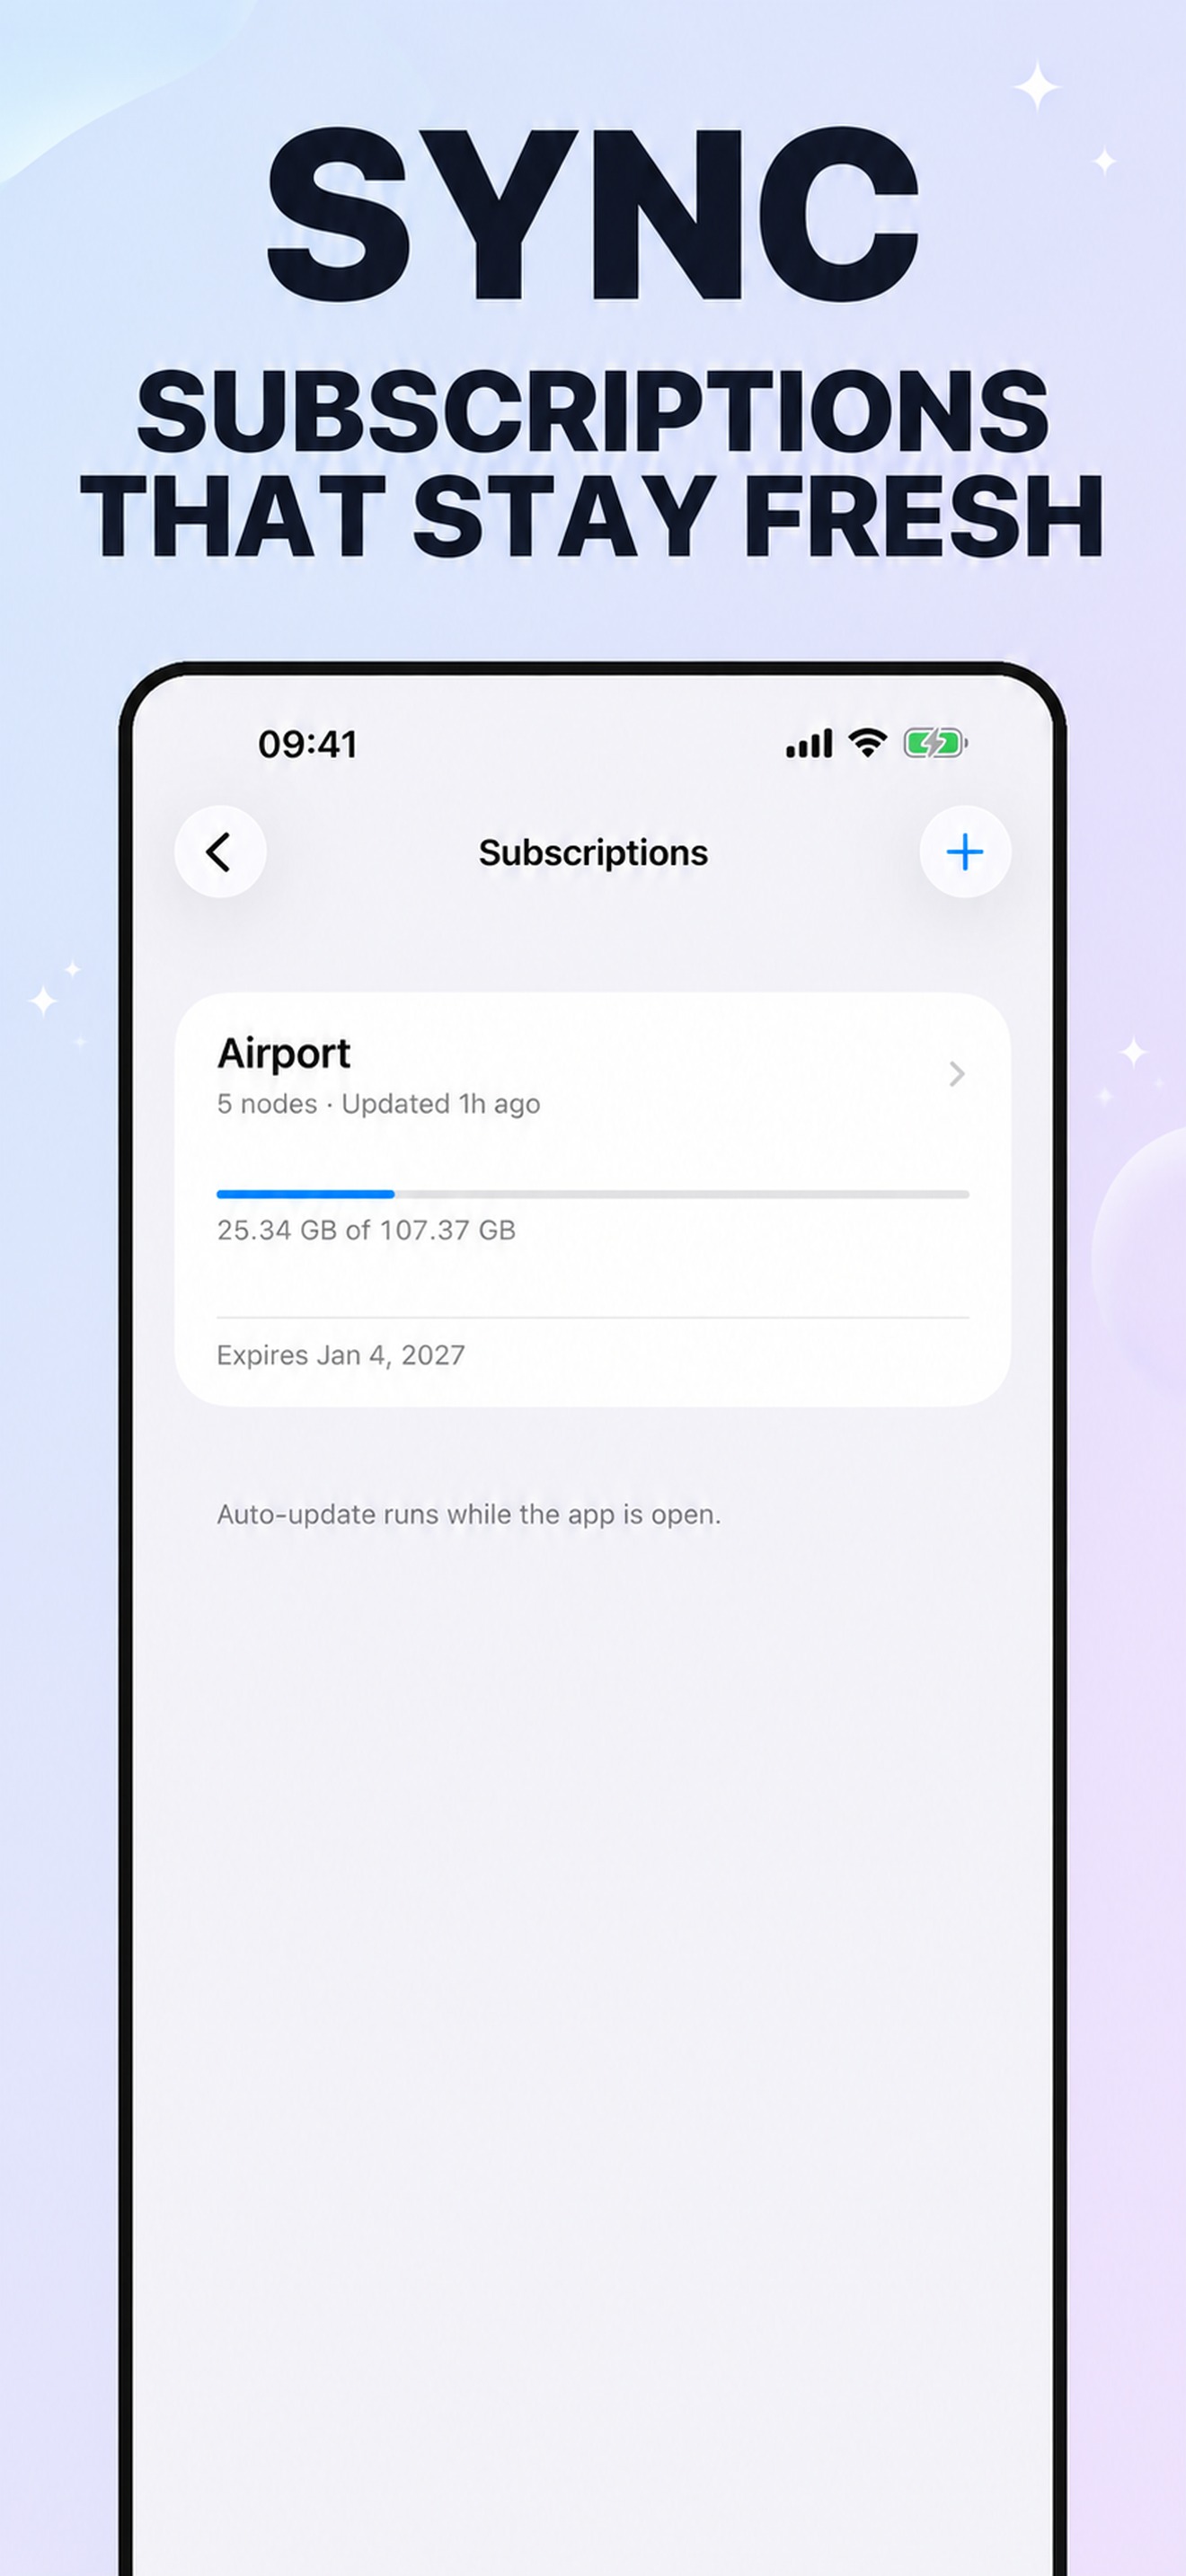 SYNC
SUBSCRIPTIONS
THAT STAY FRESH
09:41
Subscriptions
Airport
5 nodes · Updated 1h ago
25.34 GB of 107.37 GB
Expires Jan 4, 2027
Auto-update runs while the app is open.